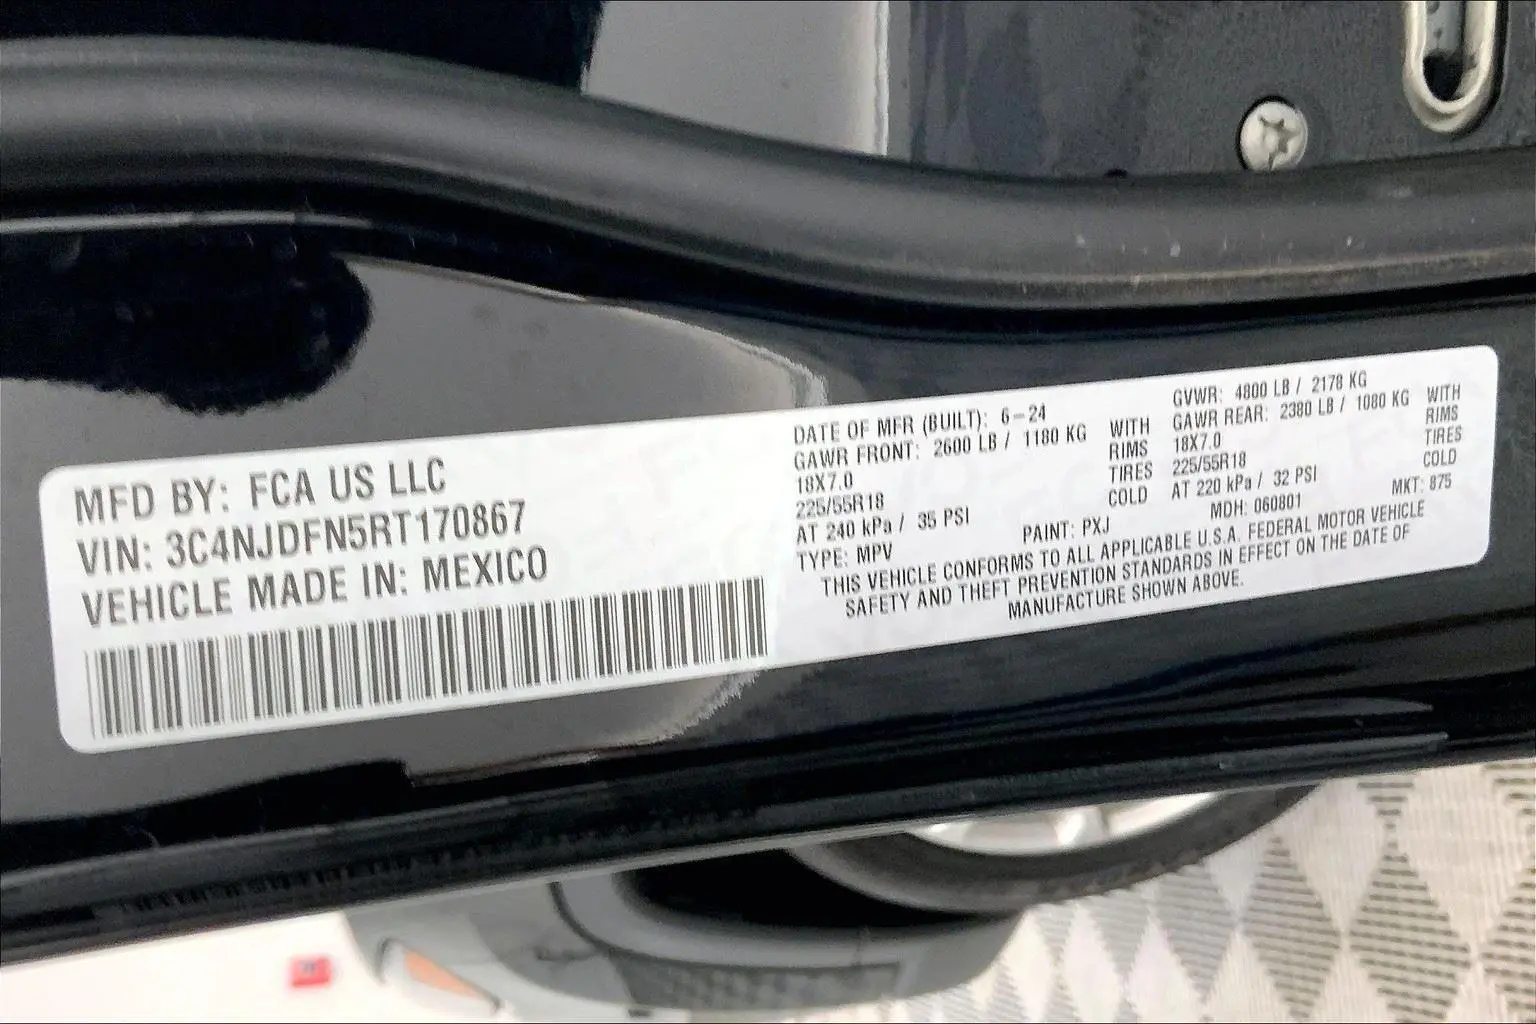 MFD BY: FCA US LLC
VIN: 3C4NJDFN5RT170867
VEHICLE MADE IN: MEXICO
DATE OF MFR (BUILT): 6-24
GAWR FRONT: 2600 LB / 1180 KG WITH
18X7.0 RIMS
225/55R18 TIRES
AT 240 kPa / 35 PSI COLD
GVWR: 4800 LB / 2178 KG
GAWR REAR: 2380 LB / 1080 KG WITH
18X7.0 RIMS
225/55R18 TIRES
AT 220 kPa / 32 PSI COLD
TYPE: MPV PAINT: PXJ MDH: 060801 MKT: 875
THIS VEHICLE CONFORMS TO ALL APPLICABLE U.S.A. FEDERAL MOTOR VEHICLE
SAFETY AND THEFT PREVENTION STANDARDS IN EFFECT ON THE DATE OF
MANUFACTURE SHOWN ABOVE.